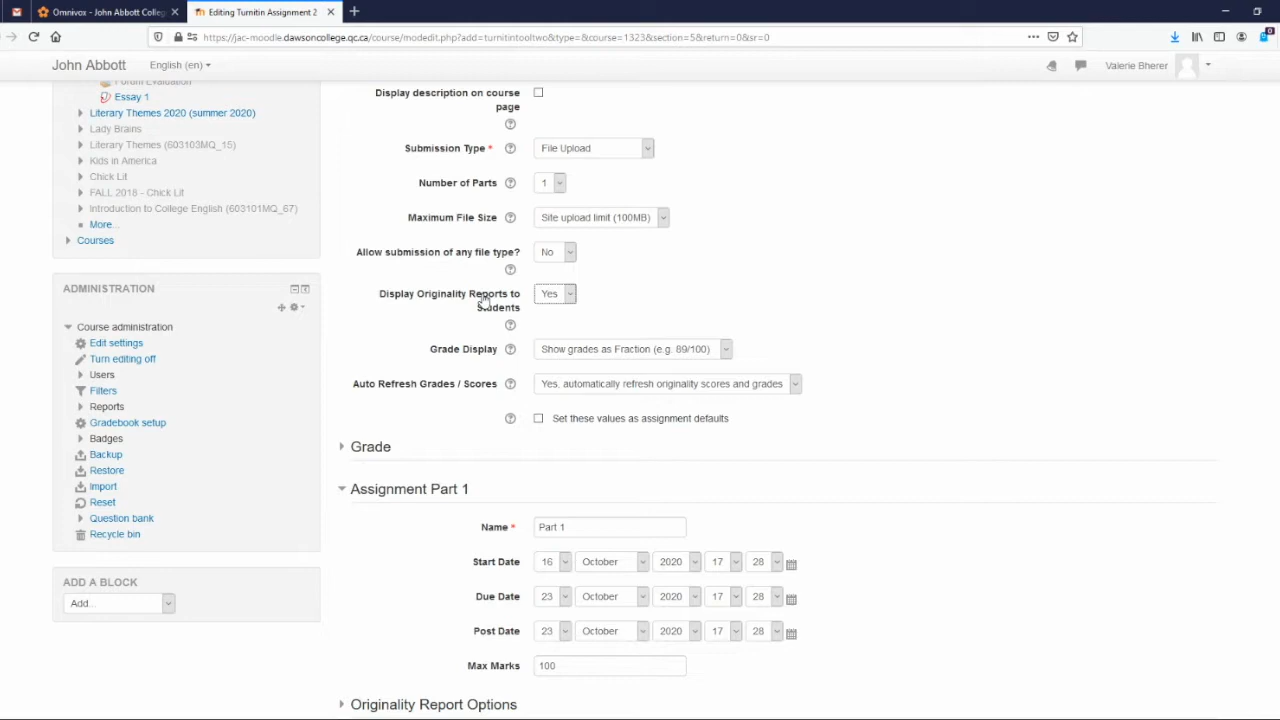 Omnivox - John Abbott Colleg
Editing Turnitin Assignment 2
https://jac-moodle.dawsoncollege.qc.ca/course/modedit.php?add=turnitintooltwo&type=&course=1323&section=5&return=0&sr=0
John Abbott
English (en)
Valerie Bherer
Forum Evaluation
Essay 1
Literary Themes 2020 (summer 2020)
Lady Brains
Literary Themes (603103MQ_15)
Kids in America
Chick Lit
FALL 2018 - Chick Lit
Introduction to College English (603101MQ_67)
More...
Courses
ADMINISTRATION
Course administration
Edit settings
Turn editing off
Users
Filters
Reports
Gradebook setup
Badges
Backup
Restore
Import
Reset
Question bank
Recycle bin
ADD A BLOCK
Add...
Display description on course
page
Submission Type * File Upload
Number of Parts 1
Maximum File Size Site upload limit (100MB)
Allow submission of any file type? No
Display Originality Reports to Yes
Students
Grade Display Show grades as Fraction (e.g. 89/100)
Auto Refresh Grades / Scores Yes, automatically refresh originality scores and grades
Set these values as assignment defaults
Grade
Assignment Part 1
Name * Part 1
Start Date 16 October 2020 17 28
Due Date 23 October 2020 17 28
Post Date 23 October 2020 17 28
Max Marks 100
Originality Report Options